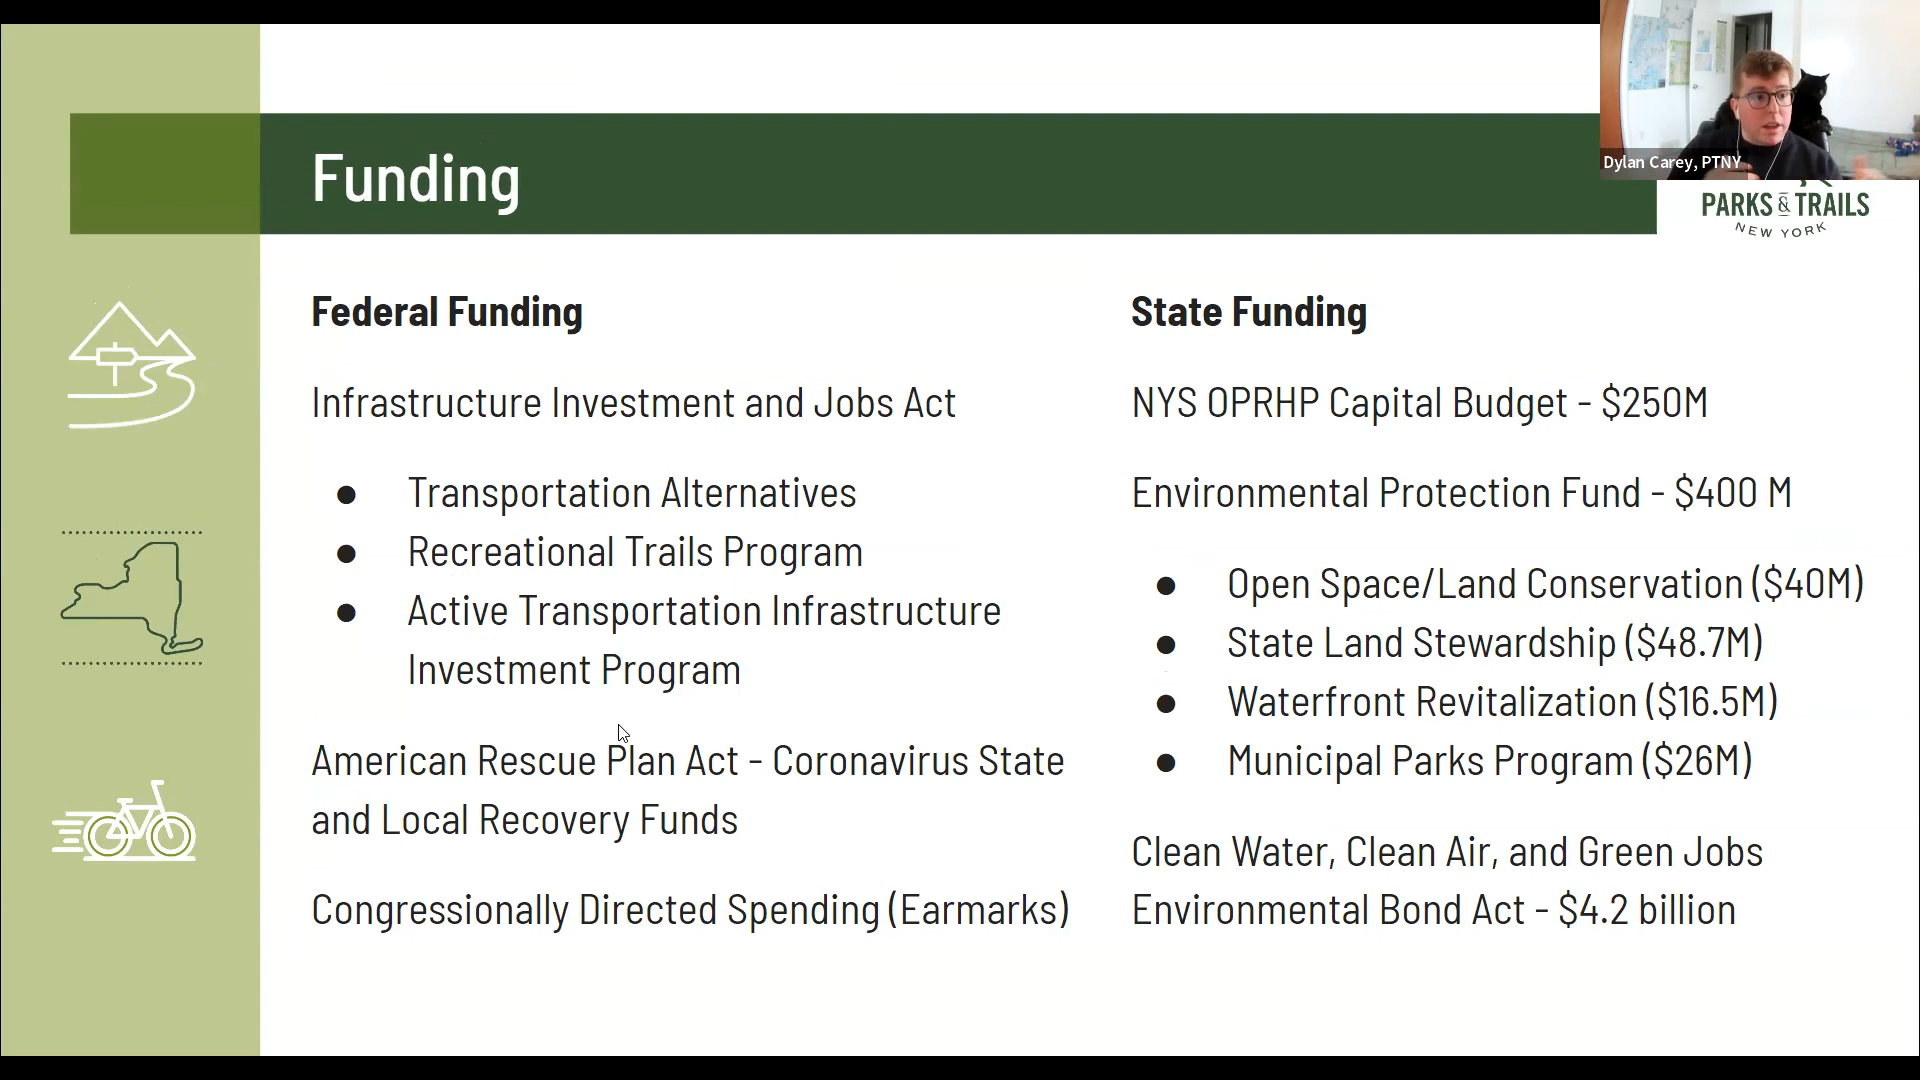 Funding
Dylan Carey, PTNY
PARKS & TRAILS
NEW YORK
Federal Funding
Infrastructure Investment and Jobs Act
● Transportation Alternatives
● Recreational Trails Program
● Active Transportation Infrastructure
Investment Program
American Rescue Plan Act - Coronavirus State
and Local Recovery Funds
Congressionally Directed Spending (Earmarks)
State Funding
NYS OPRHP Capital Budget - $250M
Environmental Protection Fund - $400 M
● Open Space/Land Conservation ($40M)
● State Land Stewardship ($48.7M)
● Waterfront Revitalization ($16.5M)
● Municipal Parks Program ($26M)
Clean Water, Clean Air, and Green Jobs
Environmental Bond Act - $4.2 billion